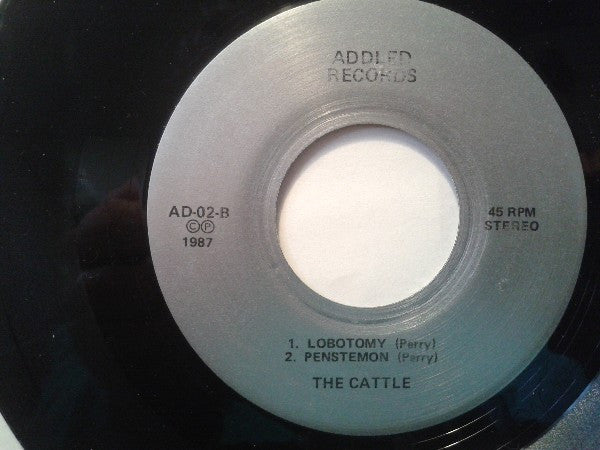 ADDLED
RECORDS
AD-02-B
©℗
1987
45 RPM
STEREO
1. LOBOTOMY (Perry)
2. PENSTEMON (Perry)
THE CATTLE